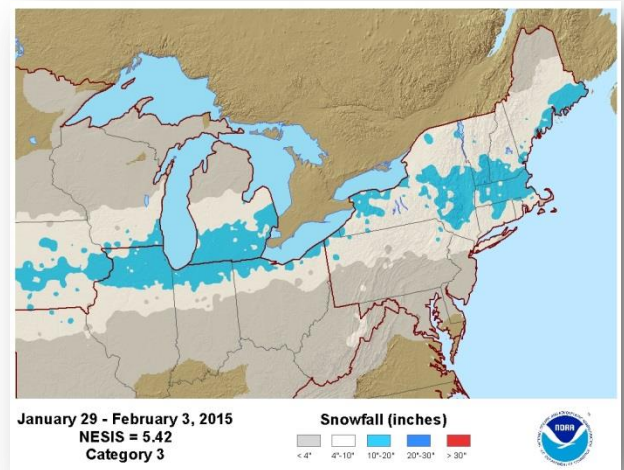 January 29 - February 3, 2015
NESIS = 5.42
Category 3
Snowfall (inches)
< 4" 4"-10" 10"-20" 20"-30" > 30"
NOAA